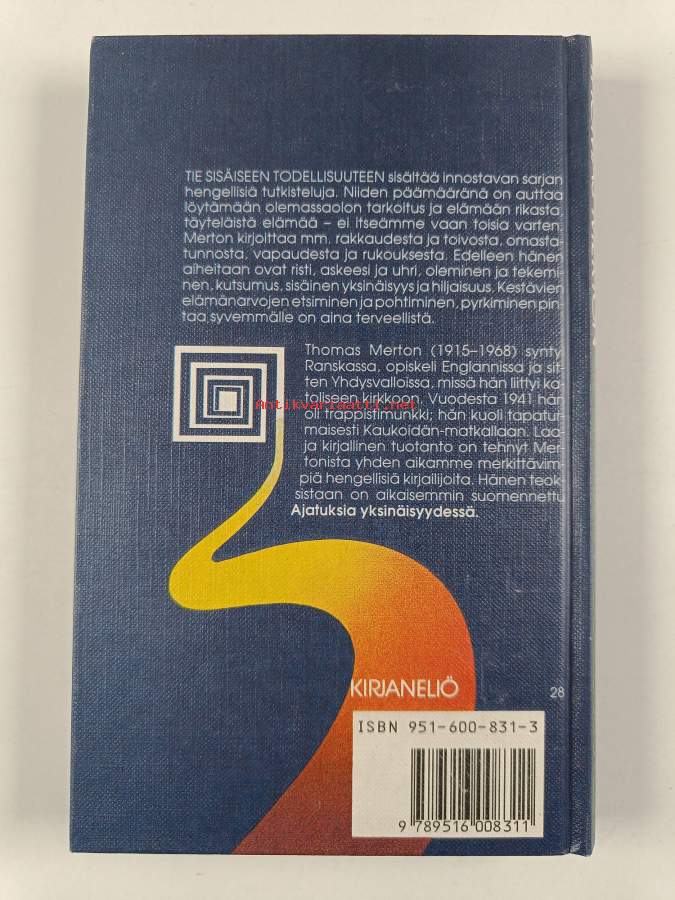 TIE SISÄISEEN TODELLISUUTEEN sisältää innostavan sarjan
hengellisiä tutkisteluja. Niiden päämääränä on auttaa
löytämään olemassaolon tarkoitus ja elämään rikasta,
täyteläistä elämää – ei itseämme vaan toisia varten.
Merton kirjoittaa mm. rakkaudesta ja toivosta, omasta-
tunnosta, vapaudesta ja rukouksesta. Edelleen hänen
aiheitaan ovat risti, askeesi ja uhri, oleminen ja tekemi-
nen, kutsumus, sisäinen yksinäisyys ja hiljaisuus. Kestävien
elämänarvojen etsiminen ja pohtiminen, pyrkiminen pin-
taa syvemmälle on aina terveellistä.
Thomas Merton (1915–1968) synty
Ranskassa, opiskeli Englannissa ja sit-
ten Yhdysvalloissa, missä hän liittyi ka-
toliseen kirkkoon. Vuodesta 1941 hän
Antikvariaatti.net
oli trappistimunkki; hän kuoli tapatur-
maisesti Kaukoidän-matkallaan. Laa-
ja kirjallinen tuotanto on tehnyt Mer-
tonista yhden aikamme merkittävim-
piä hengellisiä kirjailijoita. Hänen teok-
sistaan on aikaisemmin suomennettu
Ajatuksia yksinäisyydessä.
KIRJANELIÖ
28
ISBN 951-600-831-3
9 789516 008311